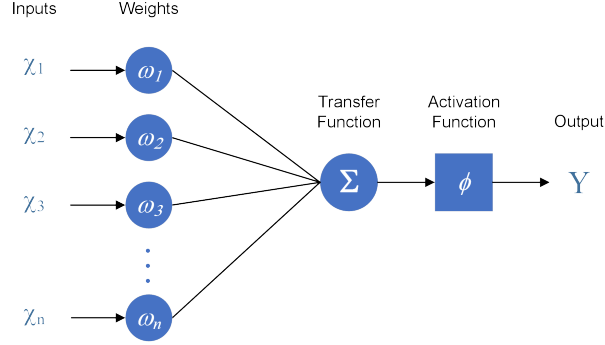 Inputs
Weights
χ1
ω1
χ2
ω2
χ3
ω3
χn
ωn
Transfer
Function
Σ
Activation
Function
ϕ
Output
Y